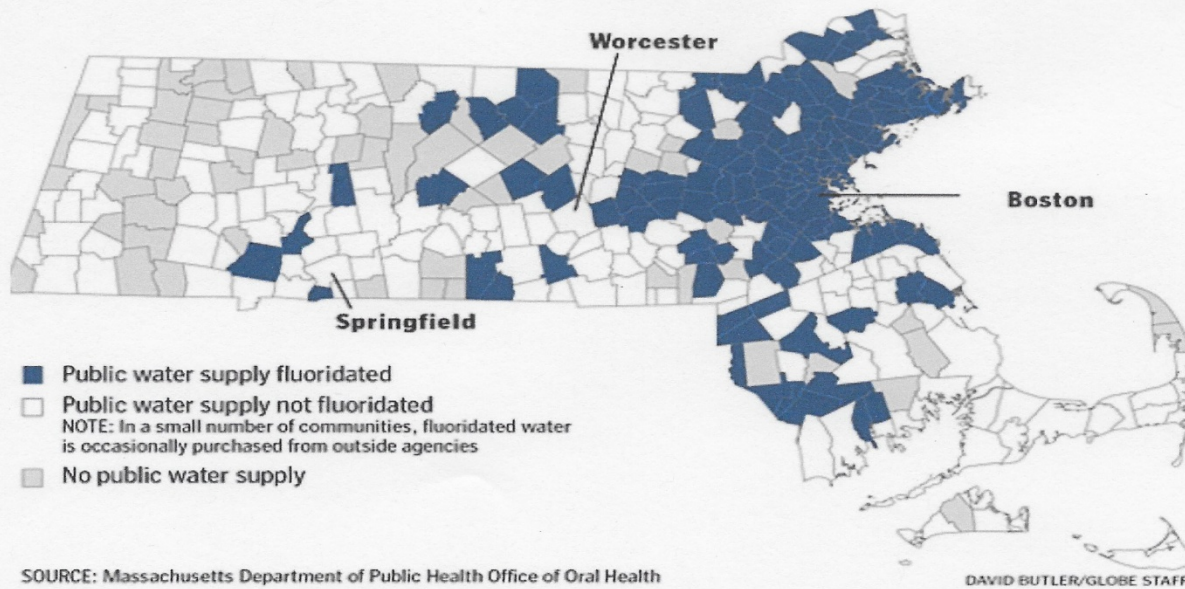 Worcester
Boston
Springfield
Public water supply fluoridated
Public water supply not fluoridated
NOTE: In a small number of communities, fluoridated water
is occasionally purchased from outside agencies
No public water supply
SOURCE: Massachusetts Department of Public Health Office of Oral Health
DAVID BUTLER/GLOBE STAFF